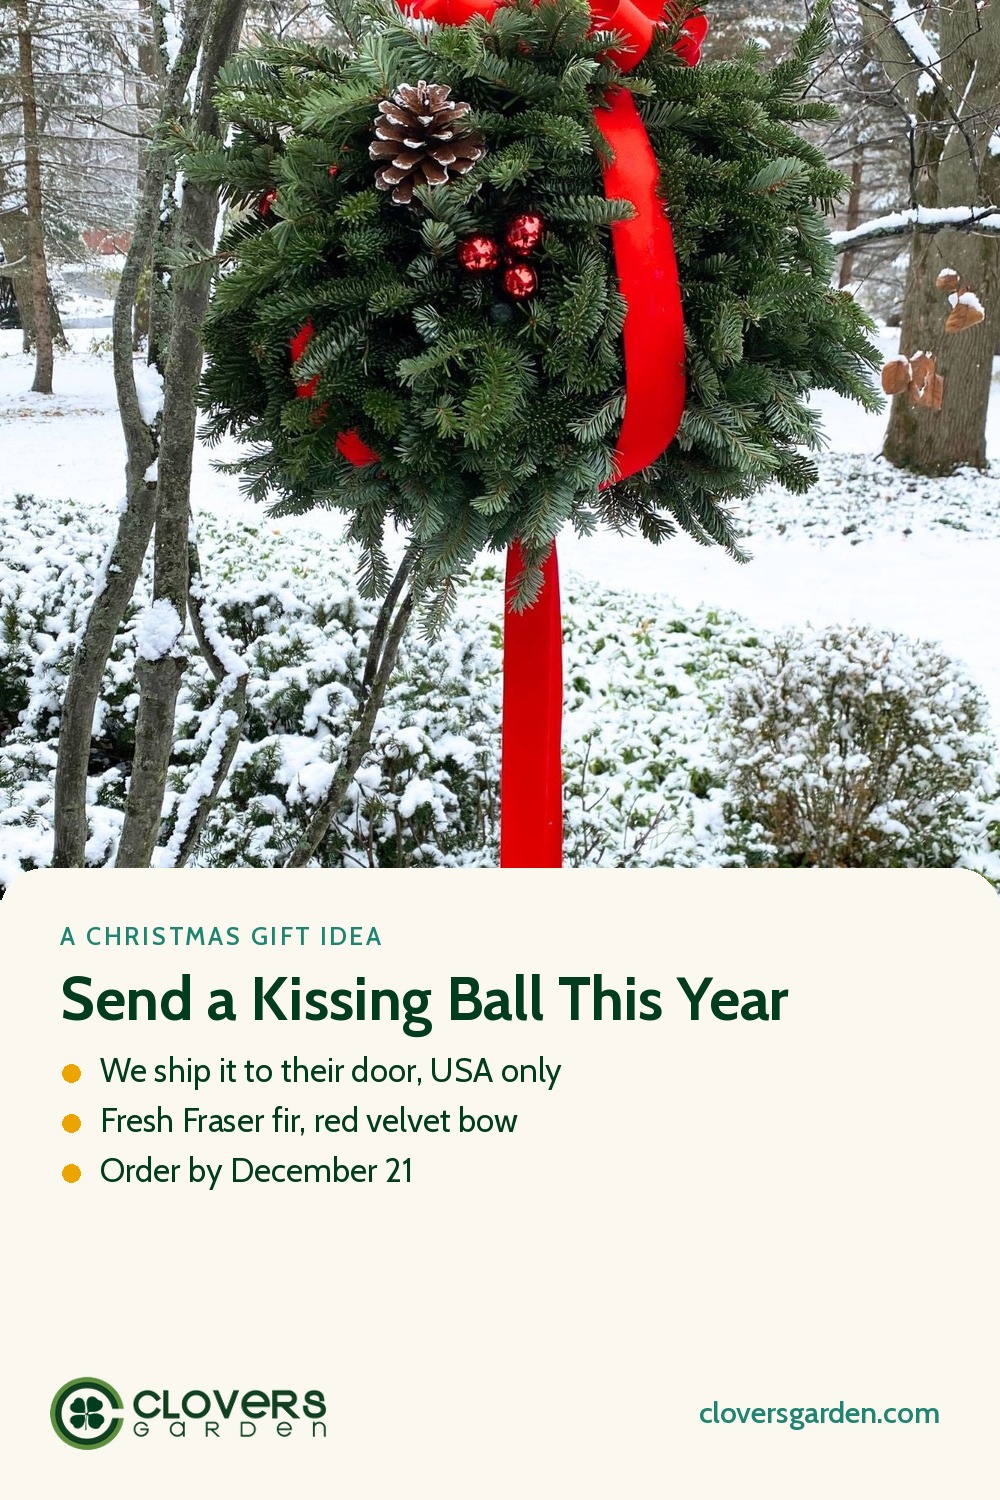 A CHRISTMAS GIFT IDEA
Send a Kissing Ball This Year
We ship it to their door, USA only
Fresh Fraser fir, red velvet bow
Order by December 21
CLOVERS
GARDEN
cloversgarden.com